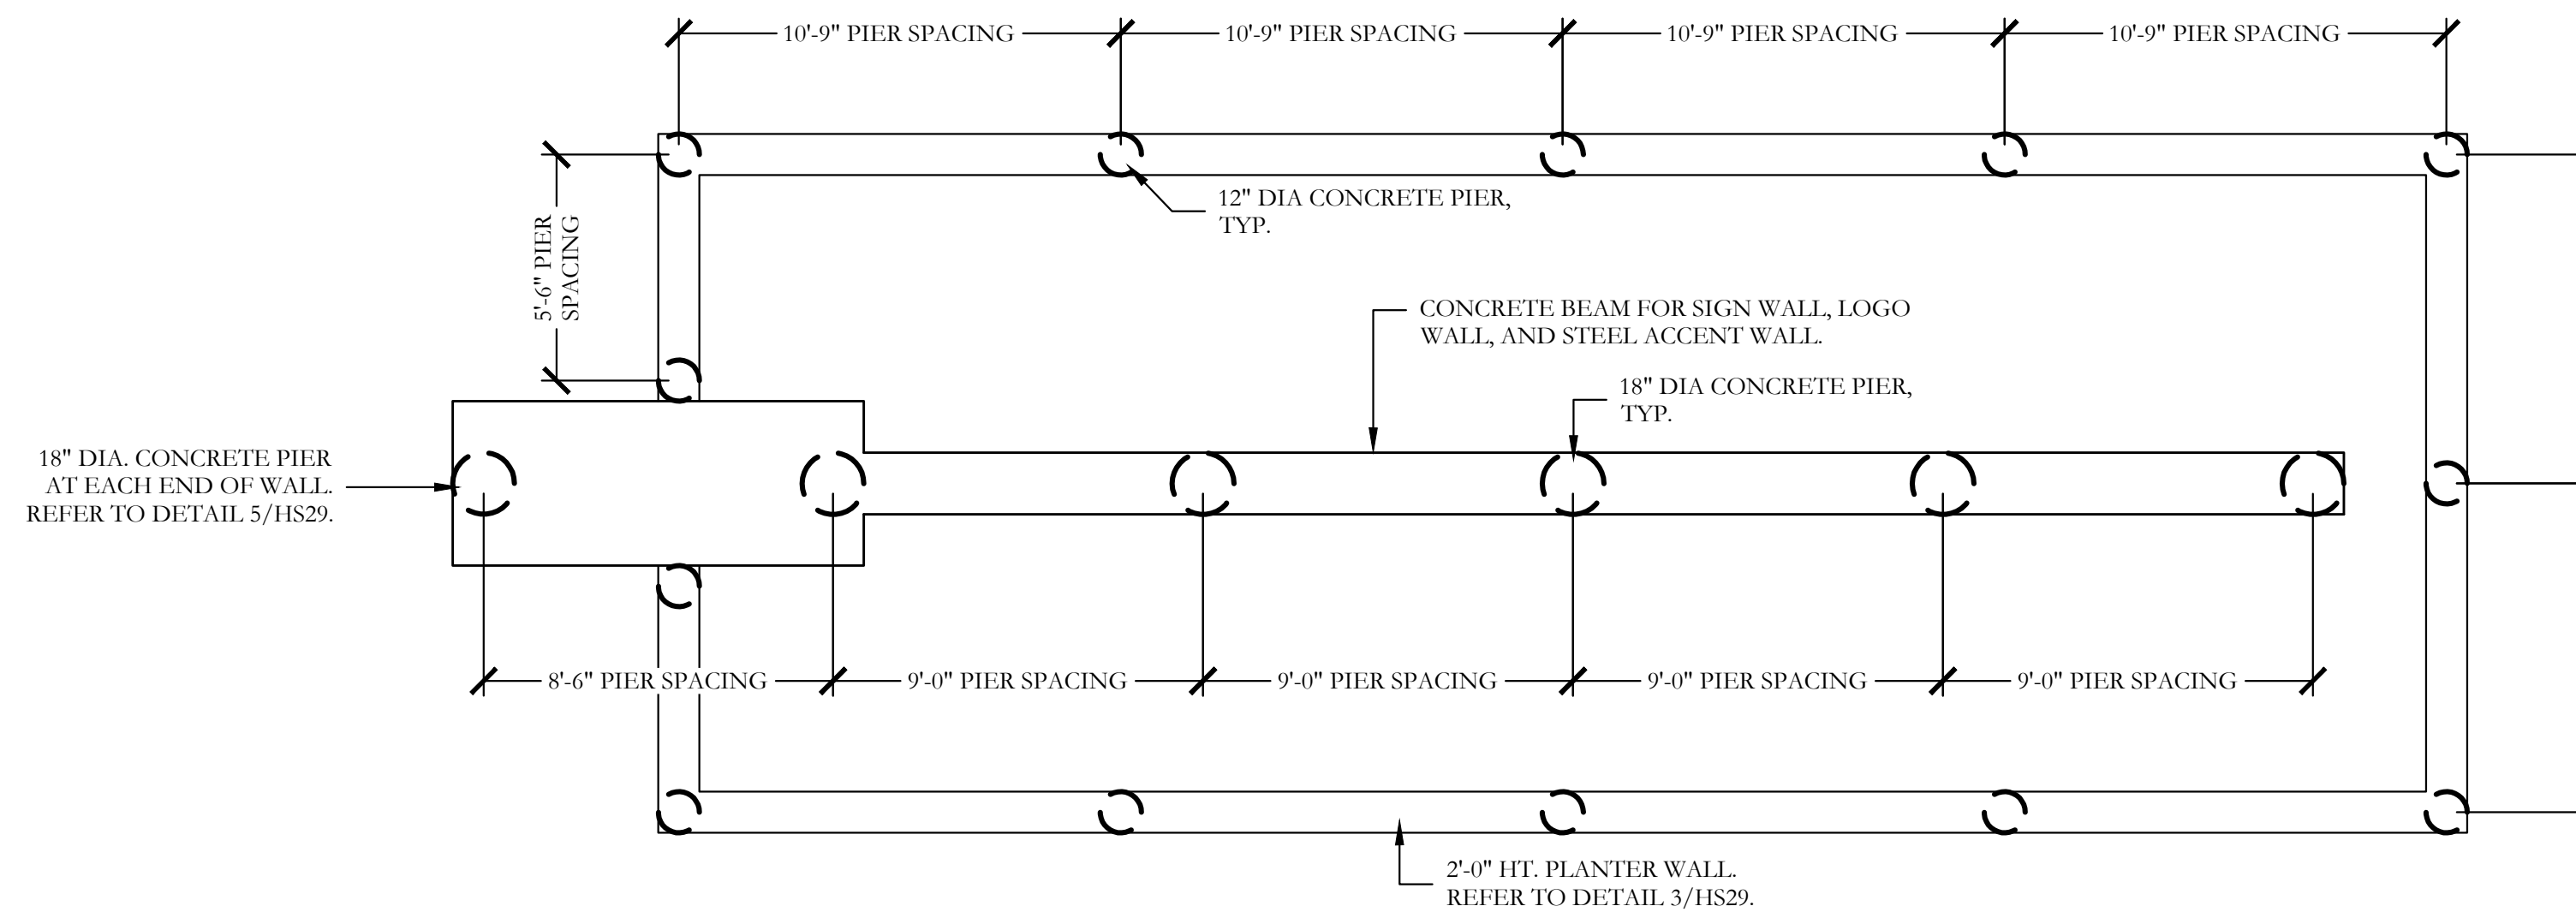 10'-9" PIER SPACING
10'-9" PIER SPACING
10'-9" PIER SPACING
10'-9" PIER SPACING
12" DIA CONCRETE PIER,
TYP.
5'-6" PIER
SPACING
CONCRETE BEAM FOR SIGN WALL, LOGO
WALL, AND STEEL ACCENT WALL.
18" DIA CONCRETE PIER,
TYP.
18" DIA. CONCRETE PIER
AT EACH END OF WALL.
REFER TO DETAIL 5/HS29.
8'-6" PIER SPACING
9'-0" PIER SPACING
9'-0" PIER SPACING
9'-0" PIER SPACING
9'-0" PIER SPACING
2'-0" HT. PLANTER WALL.
REFER TO DETAIL 3/HS29.